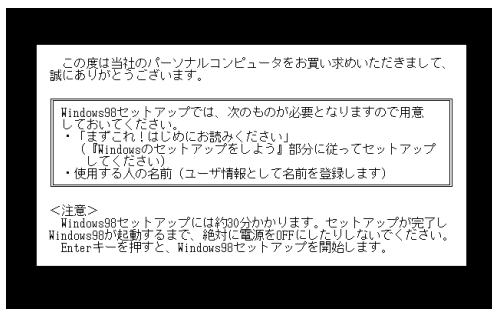 この度は当社のパーソナルコンピュータをお買い求めいただきまして、
誠にありがとうございます。
Windows98セットアップでは、次のものが必要となりますので用意
しておいてください。
・「まずこれ！はじめにお読みください」
（『Windowsのセットアップをしよう』部分に従ってセットアップ
してください）
・使用する人の名前（ユーザ情報として名前を登録します）
＜注意＞
Windows98セットアップには約30分かかります。セットアップが完了し
Windows98が起動するまで、絶対に電源をOFFにしたりしないでください。
Enterキーを押すと、Windows98セットアップを開始します。